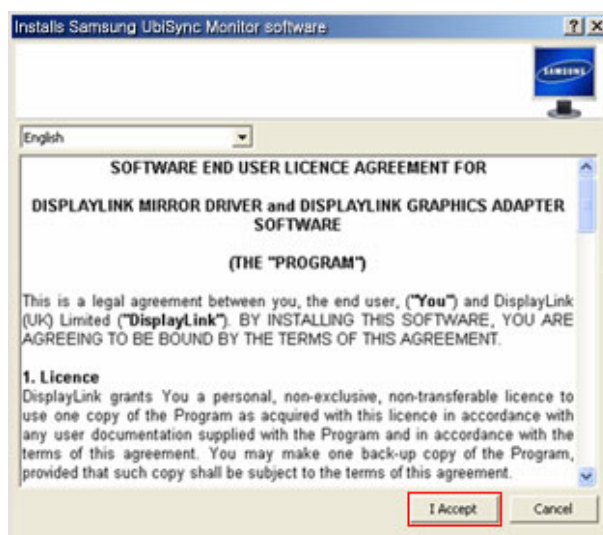 Installs Samsung UbiSync Monitor software
SAMSUNG
English
SOFTWARE END USER LICENCE AGREEMENT FOR
DISPLAYLINK MIRROR DRIVER and DISPLAYLINK GRAPHICS ADAPTER
SOFTWARE
(THE "PROGRAM")
This is a legal agreement between you, the end user, ("You") and DisplayLink
(UK) Limited ("DisplayLink"). BY INSTALLING THIS SOFTWARE, YOU ARE
AGREEING TO BE BOUND BY THE TERMS OF THIS AGREEMENT.
1. Licence
DisplayLink grants You a personal, non-exclusive, non-transferable licence to
use one copy of the Program as acquired with this licence in accordance with
any user documentation supplied with the Program and in accordance with the
terms of this agreement. You may make one back-up copy of the Program,
provided that such copy shall be subject to the terms of this agreement.
I Accept
Cancel